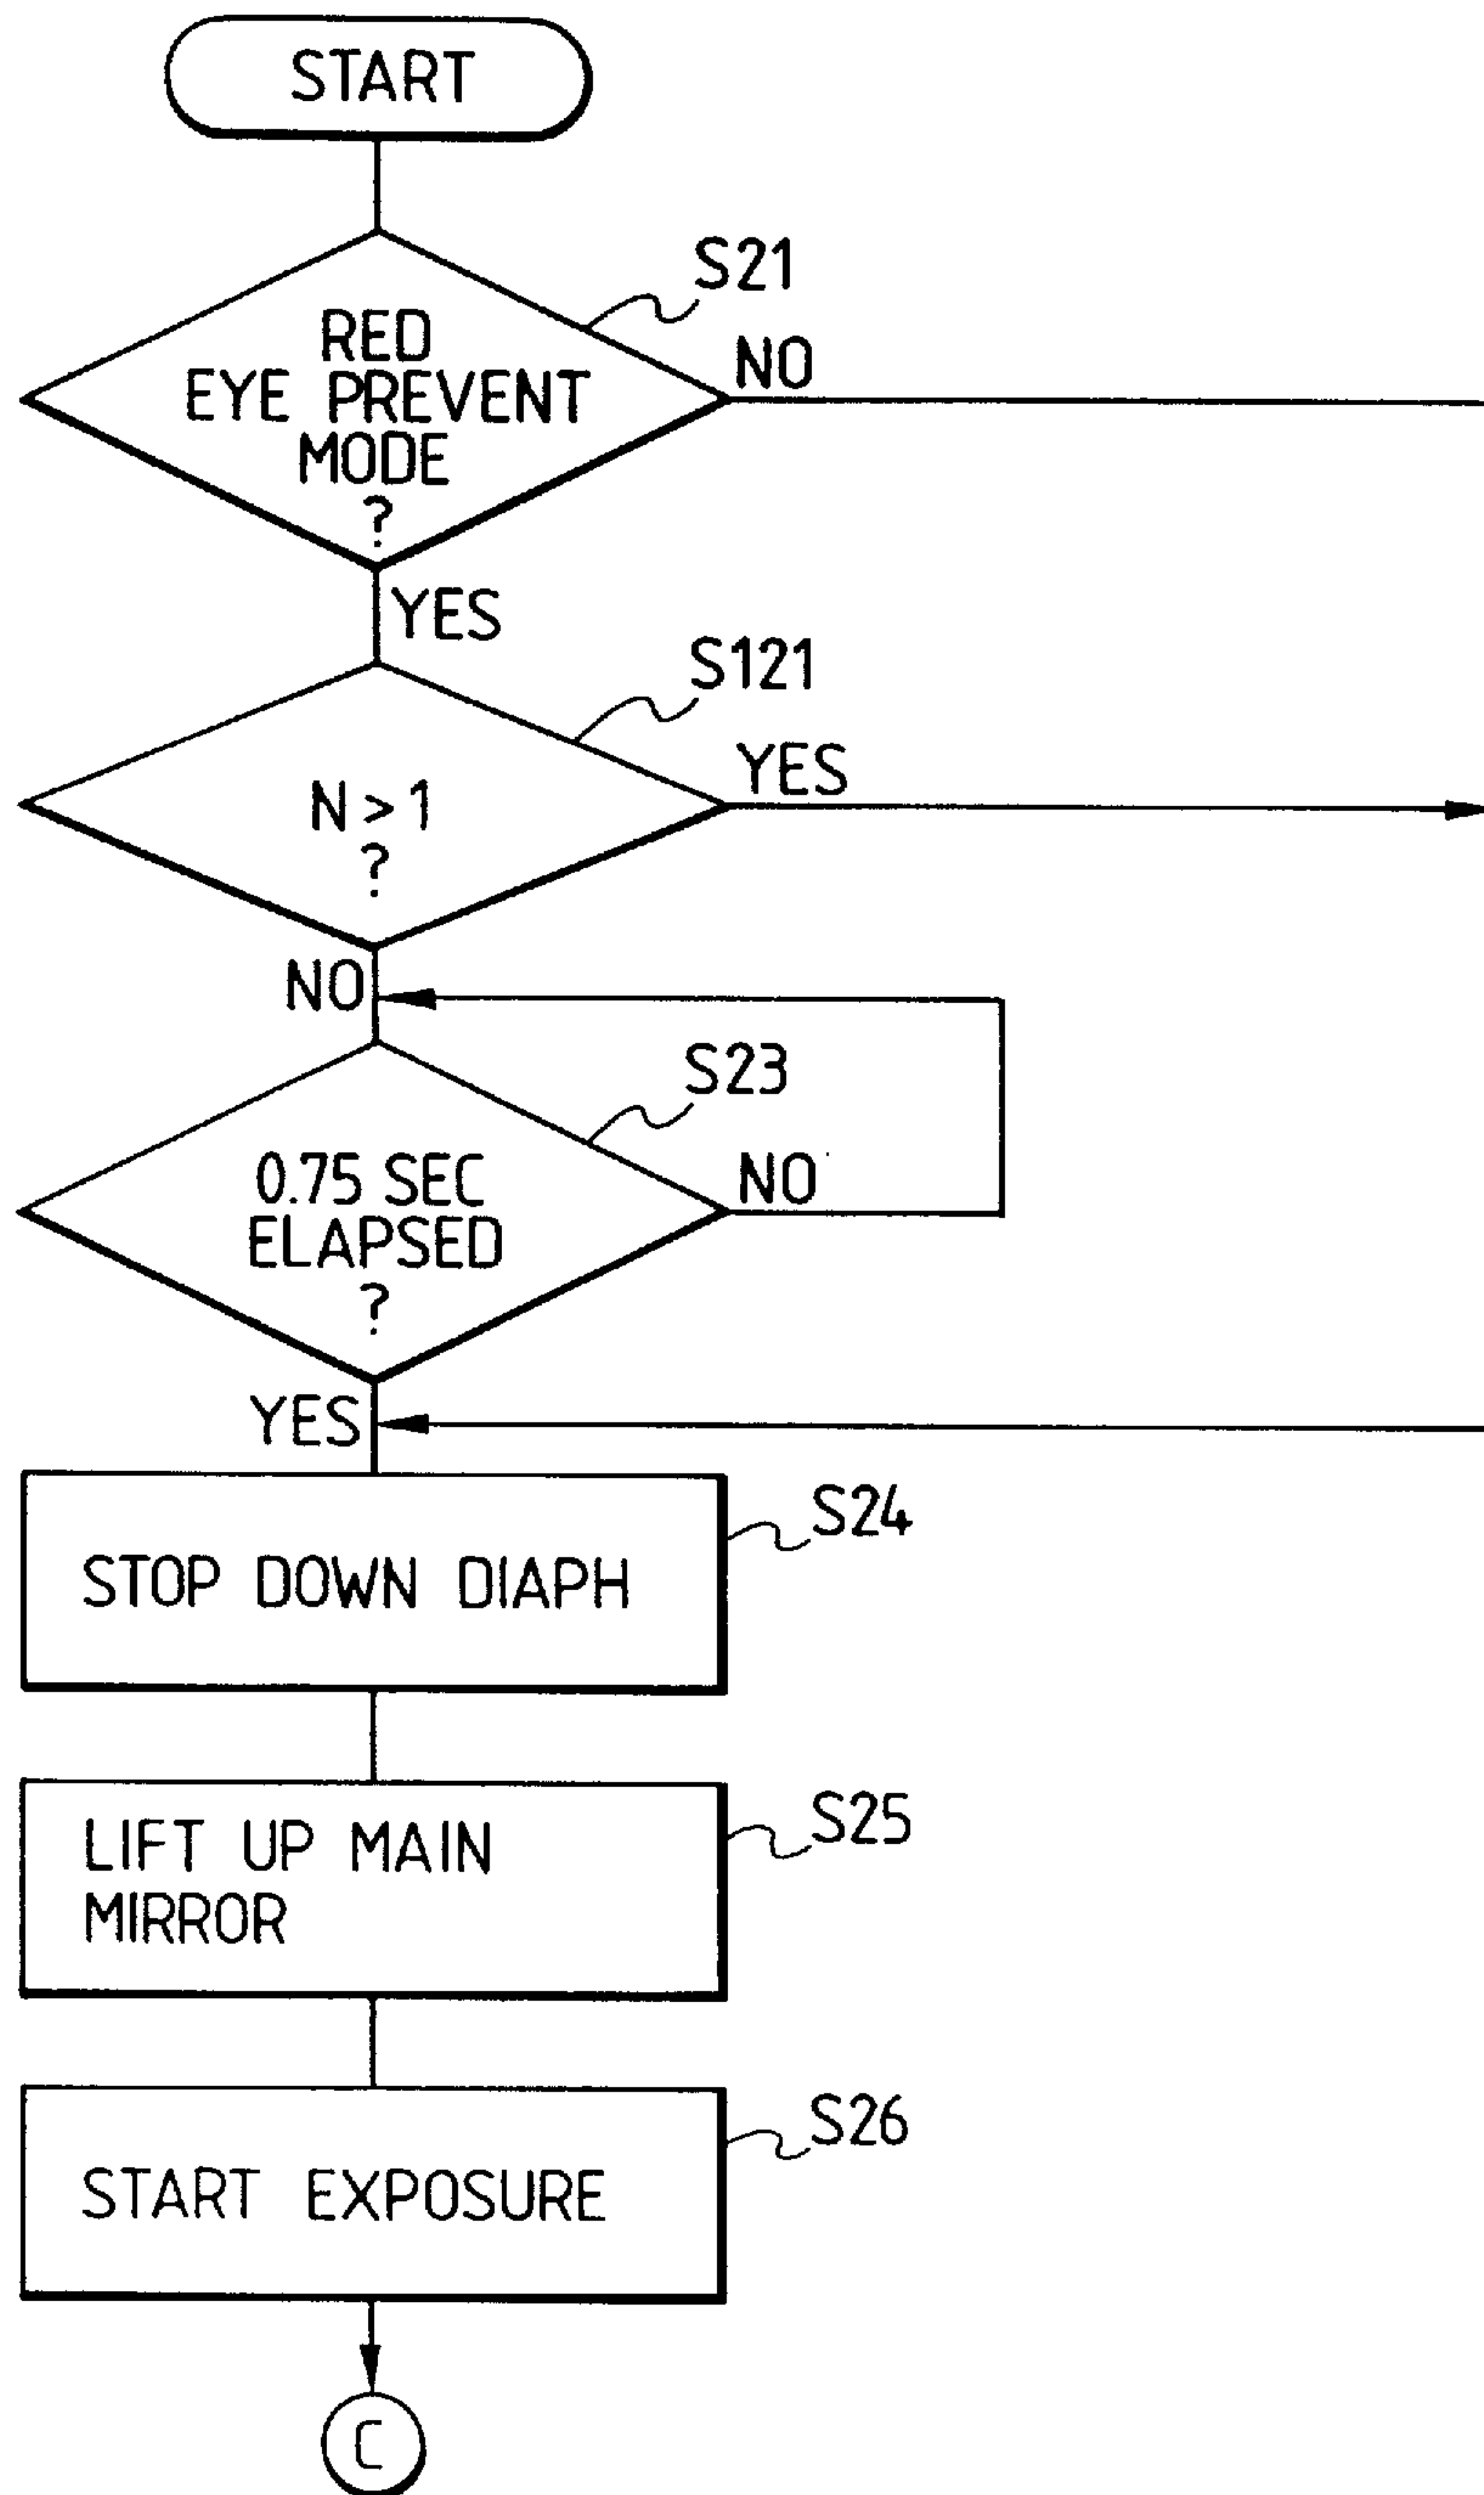 START
S21
RED
EYE PREVENT
MODE
?
NO
YES
S121
N > 1
?
YES
NO
S23
0.75 SEC
ELAPSED
?
NO
YES
S24
STOP DOWN DIAPH
S25
LIFT UP MAIN
MIRROR
S26
START EXPOSURE
C